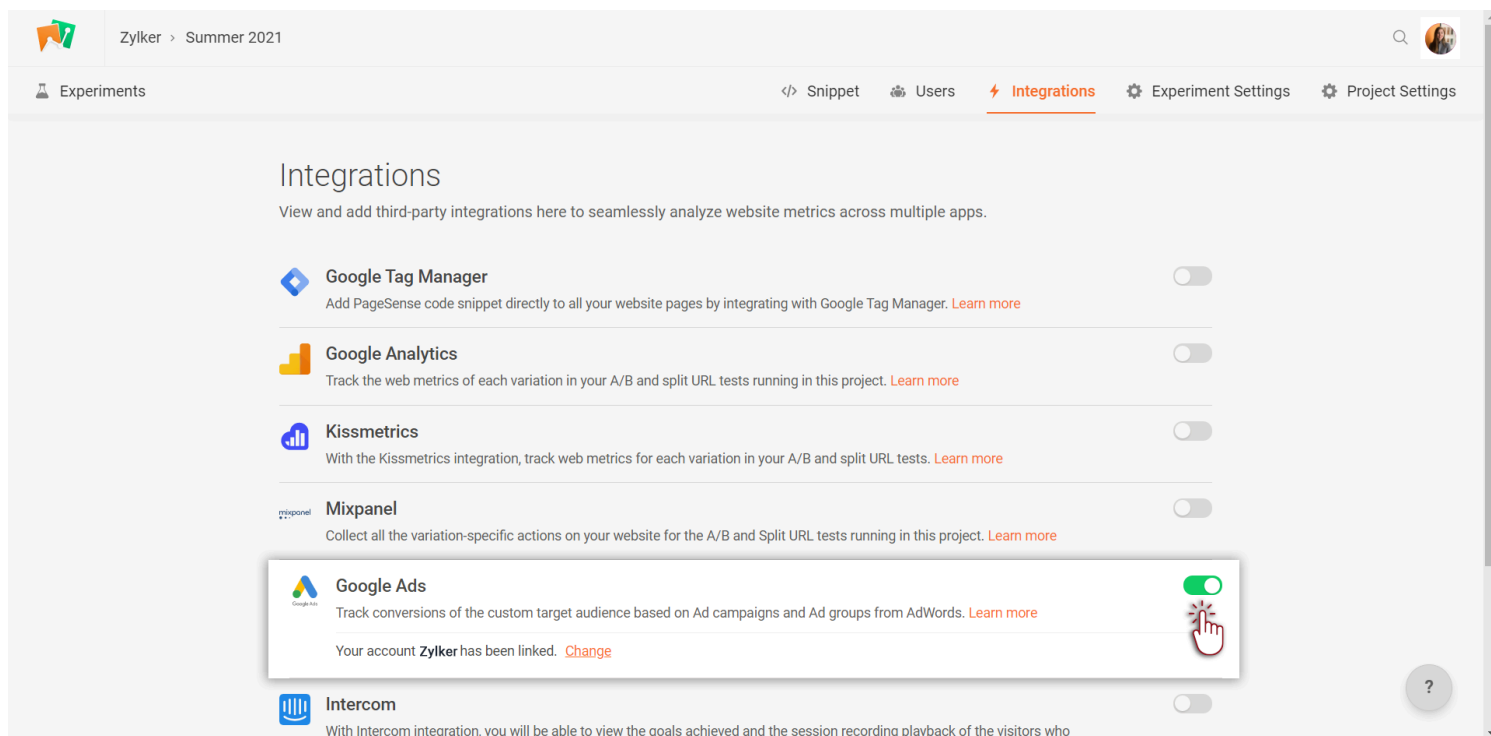 Zylker > Summer 2021
Experiments
</> Snippet Users Integrations Experiment Settings Project Settings
Integrations
View and add third-party integrations here to seamlessly analyze website metrics across multiple apps.
Google Tag Manager
Add PageSense code snippet directly to all your website pages by integrating with Google Tag Manager. Learn more
Google Analytics
Track the web metrics of each variation in your A/B and split URL tests running in this project. Learn more
Kissmetrics
With the Kissmetrics integration, track web metrics for each variation in your A/B and split URL tests. Learn more
mixpanel
Mixpanel
Collect all the variation-specific actions on your website for the A/B and Split URL tests running in this project. Learn more
Google Ads
Google Ads
Track conversions of the custom target audience based on Ad campaigns and Ad groups from AdWords. Learn more
Your account Zylker has been linked. Change
?
Intercom
With Intercom integration, you will be able to view the goals achieved and the session recording playback of the visitors who